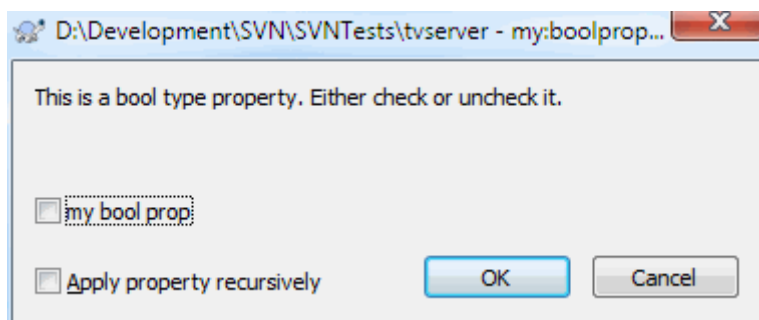 D:\Development\SVN\SVNTests\tvserver - my:boolprop...
This is a bool type property. Either check or uncheck it.
my bool prop
Apply property recursively OK Cancel